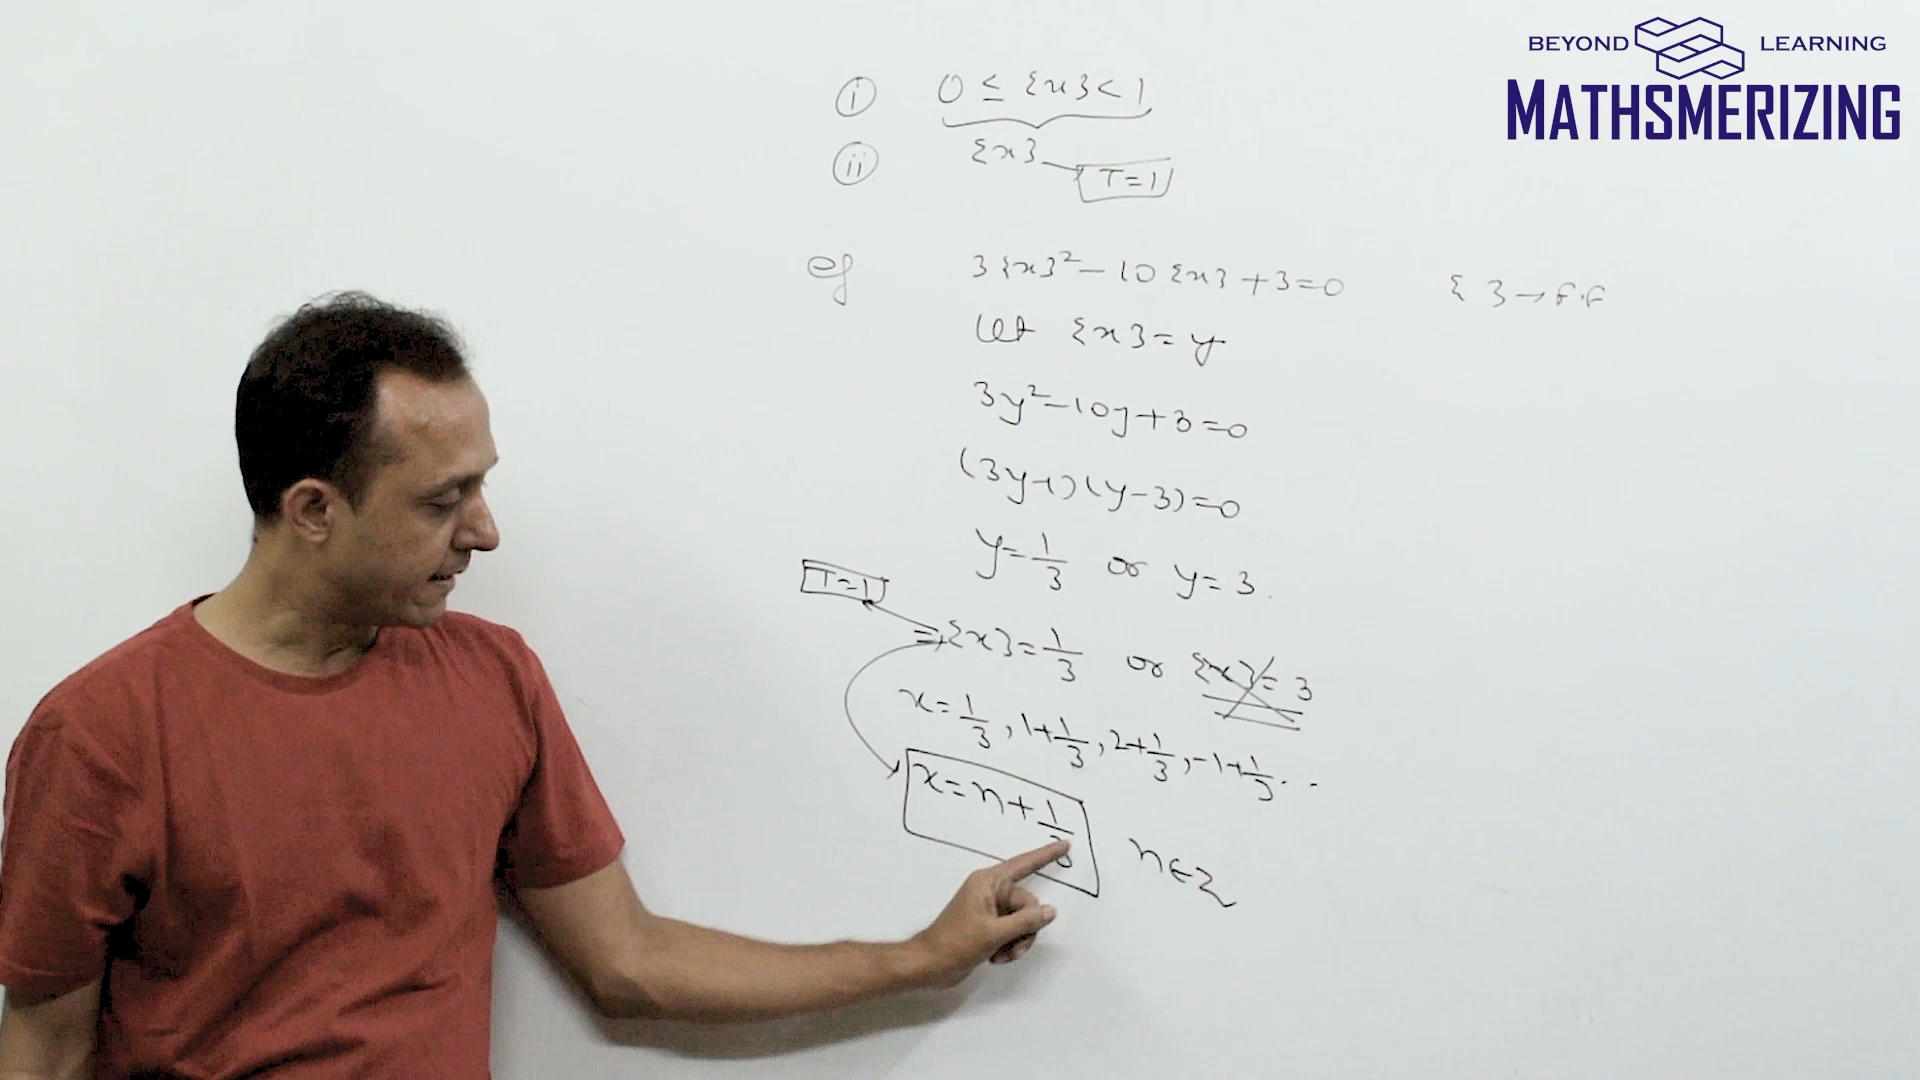 BEYOND LEARNING
MATHSMERIZING
(i) 0 ≤ {x} < 1
(ii) {x} → T=1
eg 3{x}² − 10{x} + 3 = 0 { } → F.F
Let {x} = y
3y² − 10y + 3 = 0
(3y−1)(y−3) = 0
y = 1/3 or y = 3.
T=1
⇒ {x} = 1/3 or {x} = 3
x = 1/3, 1+1/3, 2+1/3, −1+1/3 . . .
x = n + 1/3 n ∈ Z